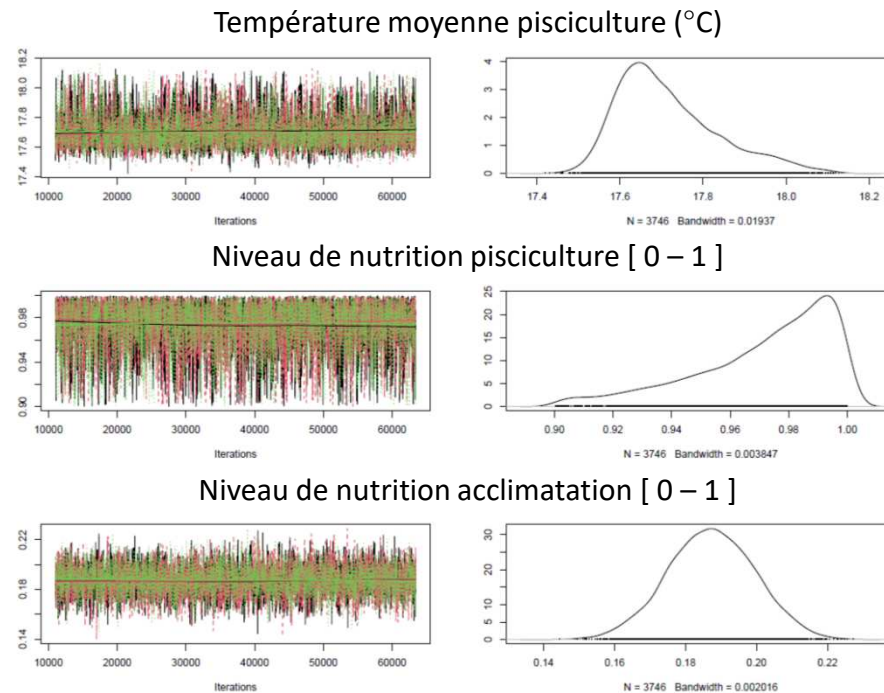 Température moyenne pisciculture (°C)
17.4 17.6 17.8 18.0 18.2
10000 20000 30000 40000 50000 60000
Iterations
0 1 2 3 4
17.4 17.6 17.8 18.0 18.2
N = 3746 Bandwidth = 0.01937
Niveau de nutrition pisciculture [ 0 – 1 ]
0.90 0.94 0.98
10000 20000 30000 40000 50000 60000
Iterations
0 5 10 15 20 25
0.90 0.92 0.94 0.96 0.98 1.00
N = 3746 Bandwidth = 0.003847
Niveau de nutrition acclimatation [ 0 – 1 ]
0.14 0.18 0.22
10000 20000 30000 40000 50000 60000
Iterations
0 10 20 30
0.14 0.16 0.18 0.20 0.22
N = 3746 Bandwidth = 0.002016